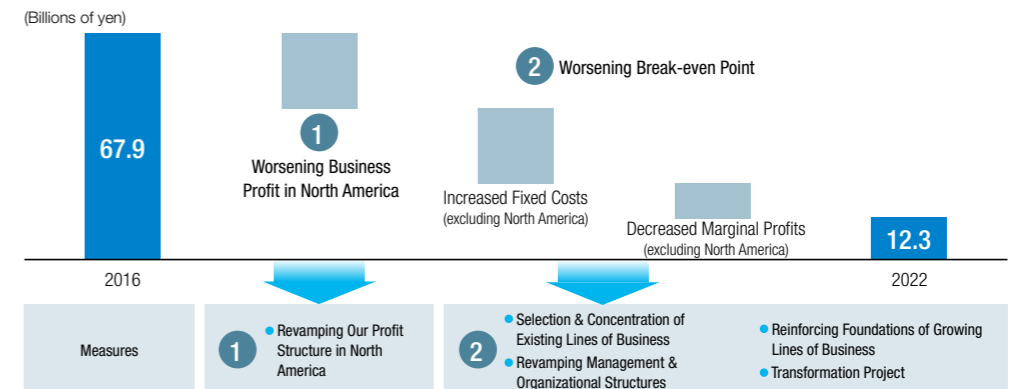 (Billions of yen)
67.9
1
Worsening Business
Profit in North America
2 Worsening Break-even Point
Increased Fixed Costs
(excluding North America)
Decreased Marginal Profits
(excluding North America)
12.3
2016
2022
Measures
1
Revamping Our Profit
Structure in North
America
2
Selection & Concentration of
Existing Lines of Business
Revamping Management &
Organizational Structures
Reinforcing Foundations of Growing
Lines of Business
Transformation Project